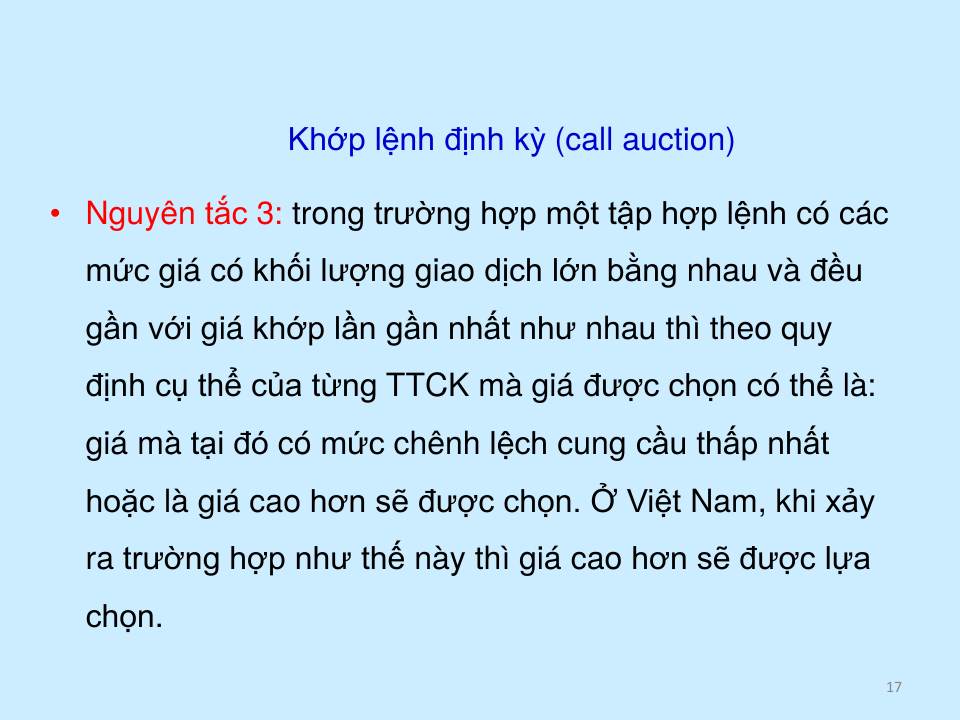 Khớp lệnh định kỳ (call auction)
• Nguyên tắc 3: trong trường hợp một tập hợp lệnh có các
mức giá có khối lượng giao dịch lớn bằng nhau và đều
gần với giá khớp lần gần nhất như nhau thì theo quy
định cụ thể của từng TTCK mà giá được chọn có thể là:
giá mà tại đó có mức chênh lệch cung cầu thấp nhất
hoặc là giá cao hơn sẽ được chọn. Ở Việt Nam, khi xảy
ra trường hợp như thế này thì giá cao hơn sẽ được lựa
chọn.
17